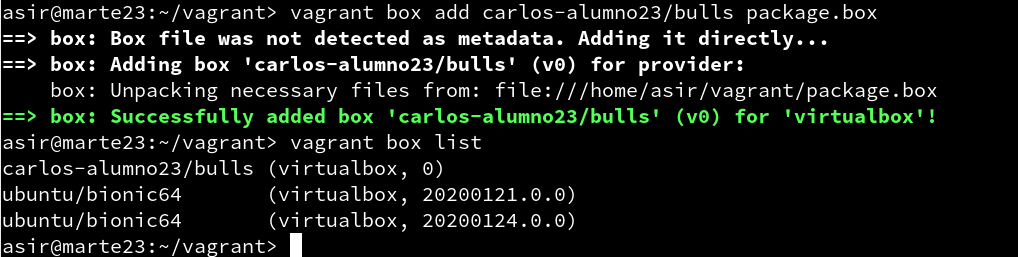 asir@marte23:~/vagrant> vagrant box add carlos-alumno23/bulls package.box
==> box: Box file was not detected as metadata. Adding it directly...
==> box: Adding box 'carlos-alumno23/bulls' (v0) for provider:
    box: Unpacking necessary files from: file:///home/asir/vagrant/package.box
==> box: Successfully added box 'carlos-alumno23/bulls' (v0) for 'virtualbox'!
asir@marte23:~/vagrant> vagrant box list
carlos-alumno23/bulls (virtualbox, 0)
ubuntu/bionic64       (virtualbox, 20200121.0.0)
ubuntu/bionic64       (virtualbox, 20200124.0.0)
asir@marte23:~/vagrant>